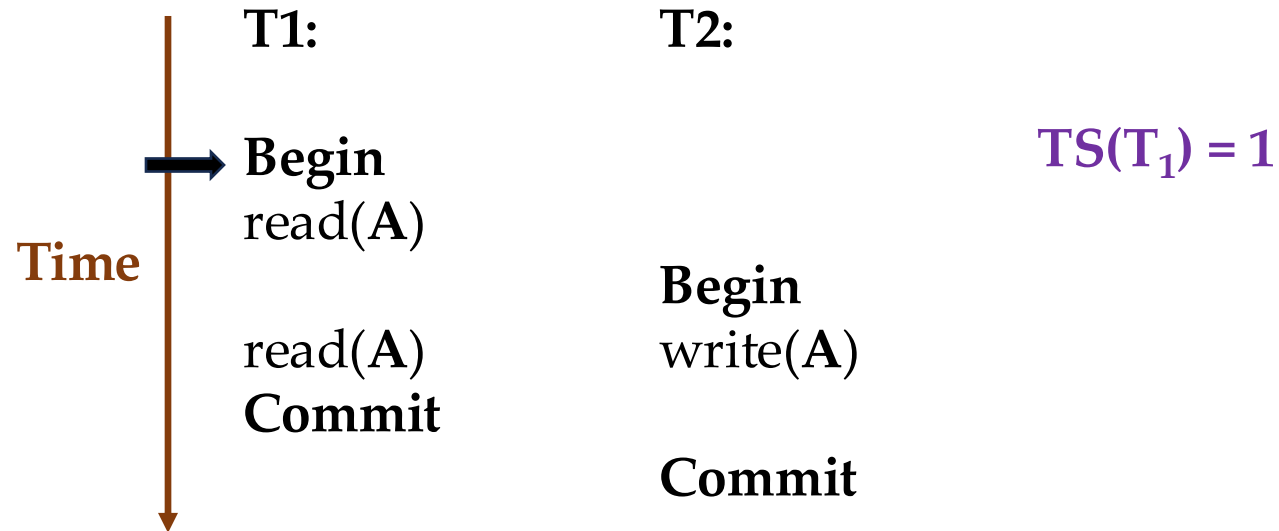 T1: T2:
Begin TS(T₁) = 1
read(A)
Time
Begin
read(A) write(A)
Commit
Commit